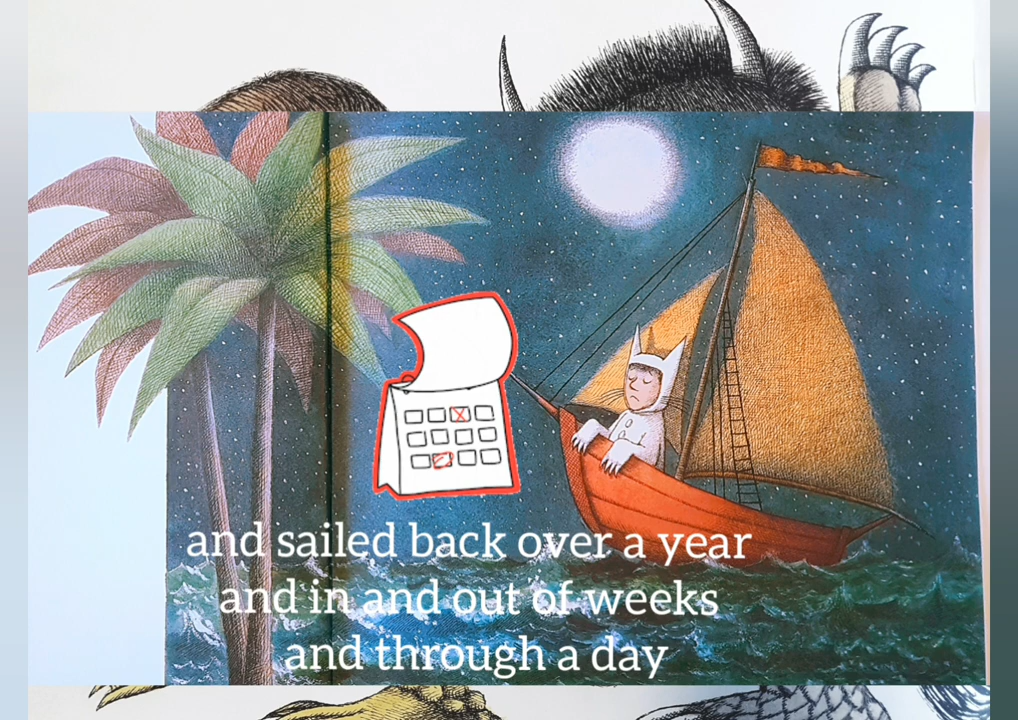 and sailed back over a year
and in and out of weeks
and through a day